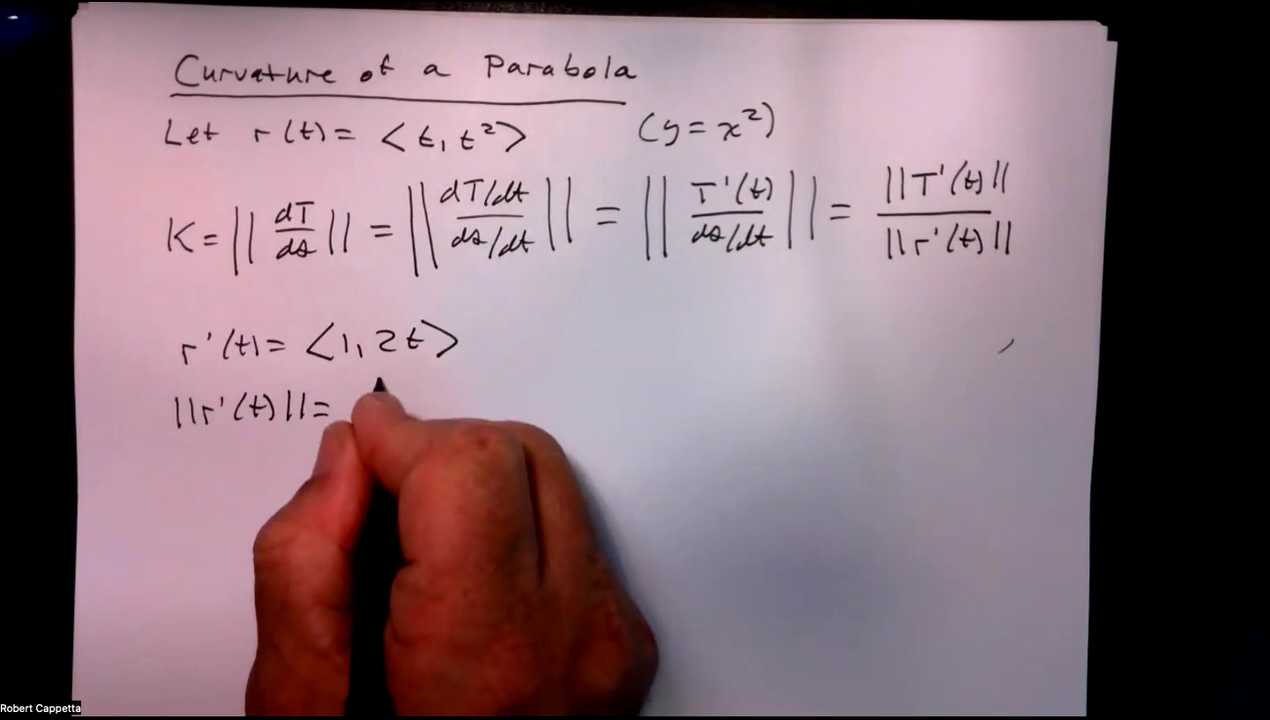 Curvature of a Parabola
Let r(t) = <t, t²> (y = x²)
K = || dT/ds || = || dT/dt / ds/dt || = || T'(t) / ds/dt || = ||T'(t)|| / ||r'(t)||
r'(t) = <1, 2t>
||r'(t)|| =
Robert Cappetta